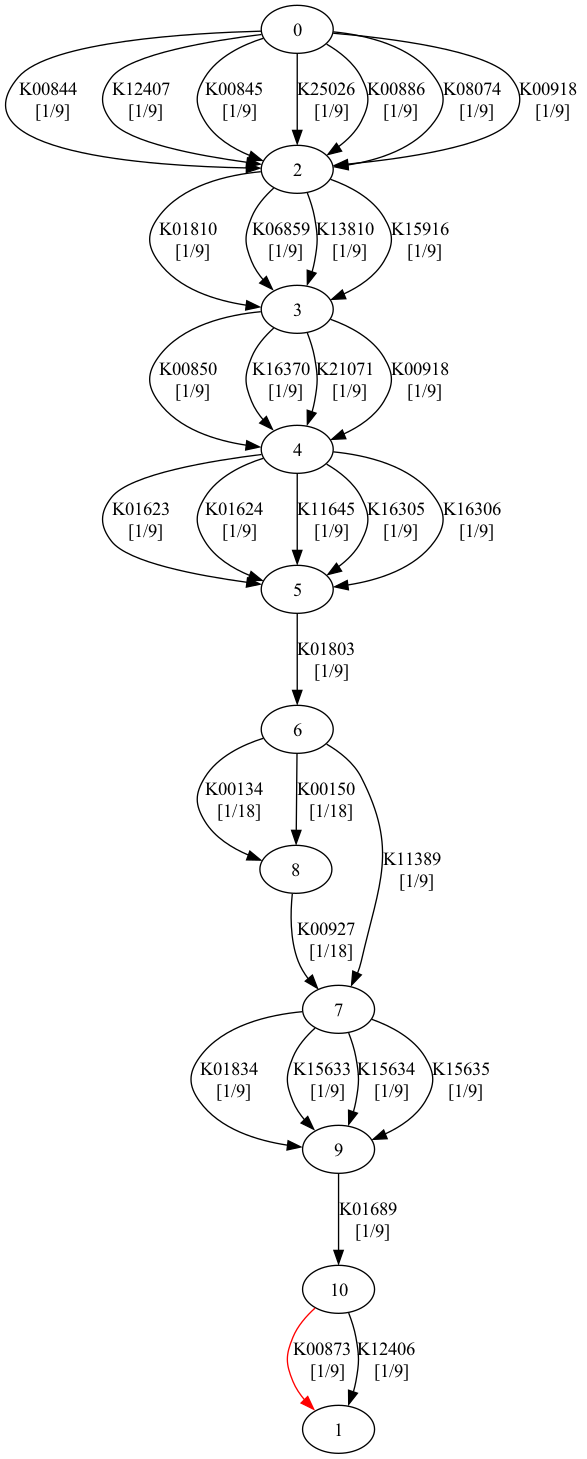 0
K00844 K12407 K00845 K25026 K00886 K08074 K00918
[1/9] [1/9] [1/9] [1/9] [1/9] [1/9] [1/9]
2
K01810 K06859 K13810 K15916
[1/9] [1/9] [1/9] [1/9]
3
K00850 K16370 K21071 K00918
[1/9] [1/9] [1/9] [1/9]
4
K01623 K01624 K11645 K16305 K16306
[1/9] [1/9] [1/9] [1/9] [1/9]
5
K01803
[1/9]
6
K00134 K00150
[1/18] [1/18]
8
K11389
[1/9]
K00927
[1/18]
7
K01834 K15633 K15634 K15635
[1/9] [1/9] [1/9] [1/9]
9
K01689
[1/9]
10
K00873 K12406
[1/9] [1/9]
1